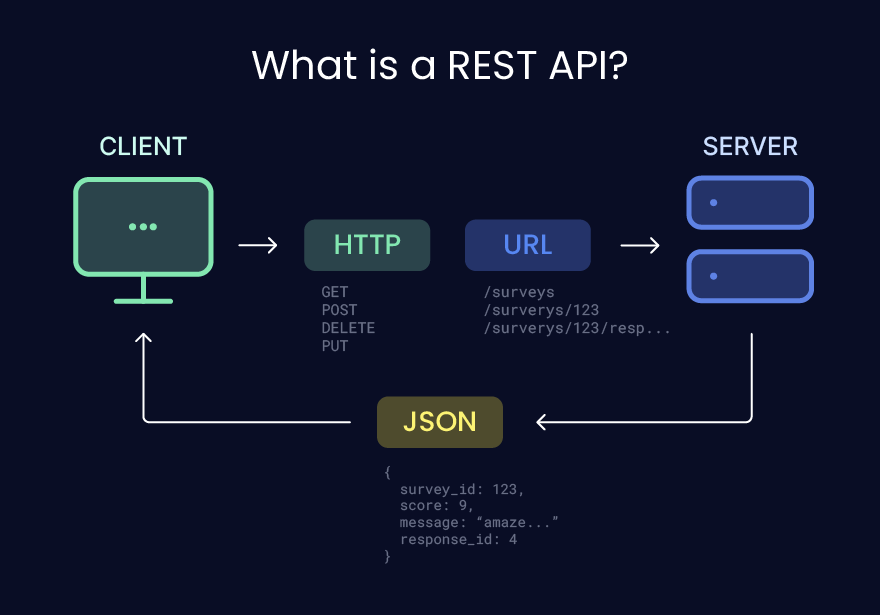 What is a REST API?
CLIENT
SERVER
HTTP
URL
GET
POST
DELETE
PUT
/surveys
/surverys/123
/surverys/123/resp...
JSON
{
survey_id: 123,
score: 9,
message: “amaze...”
response_id: 4
}